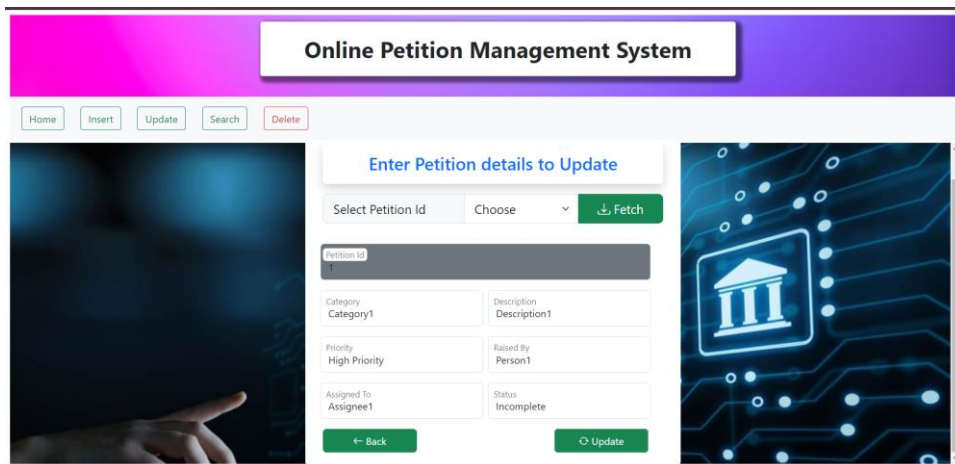 Online Petition Management System
Home Insert Update Search Delete
Enter Petition details to Update
Select Petition Id Choose Fetch
Petition Id
1
Category Description
Category1 Description1
Priority Raised By
High Priority Person1
Assigned To Status
Assignee1 Incomplete
Back Update